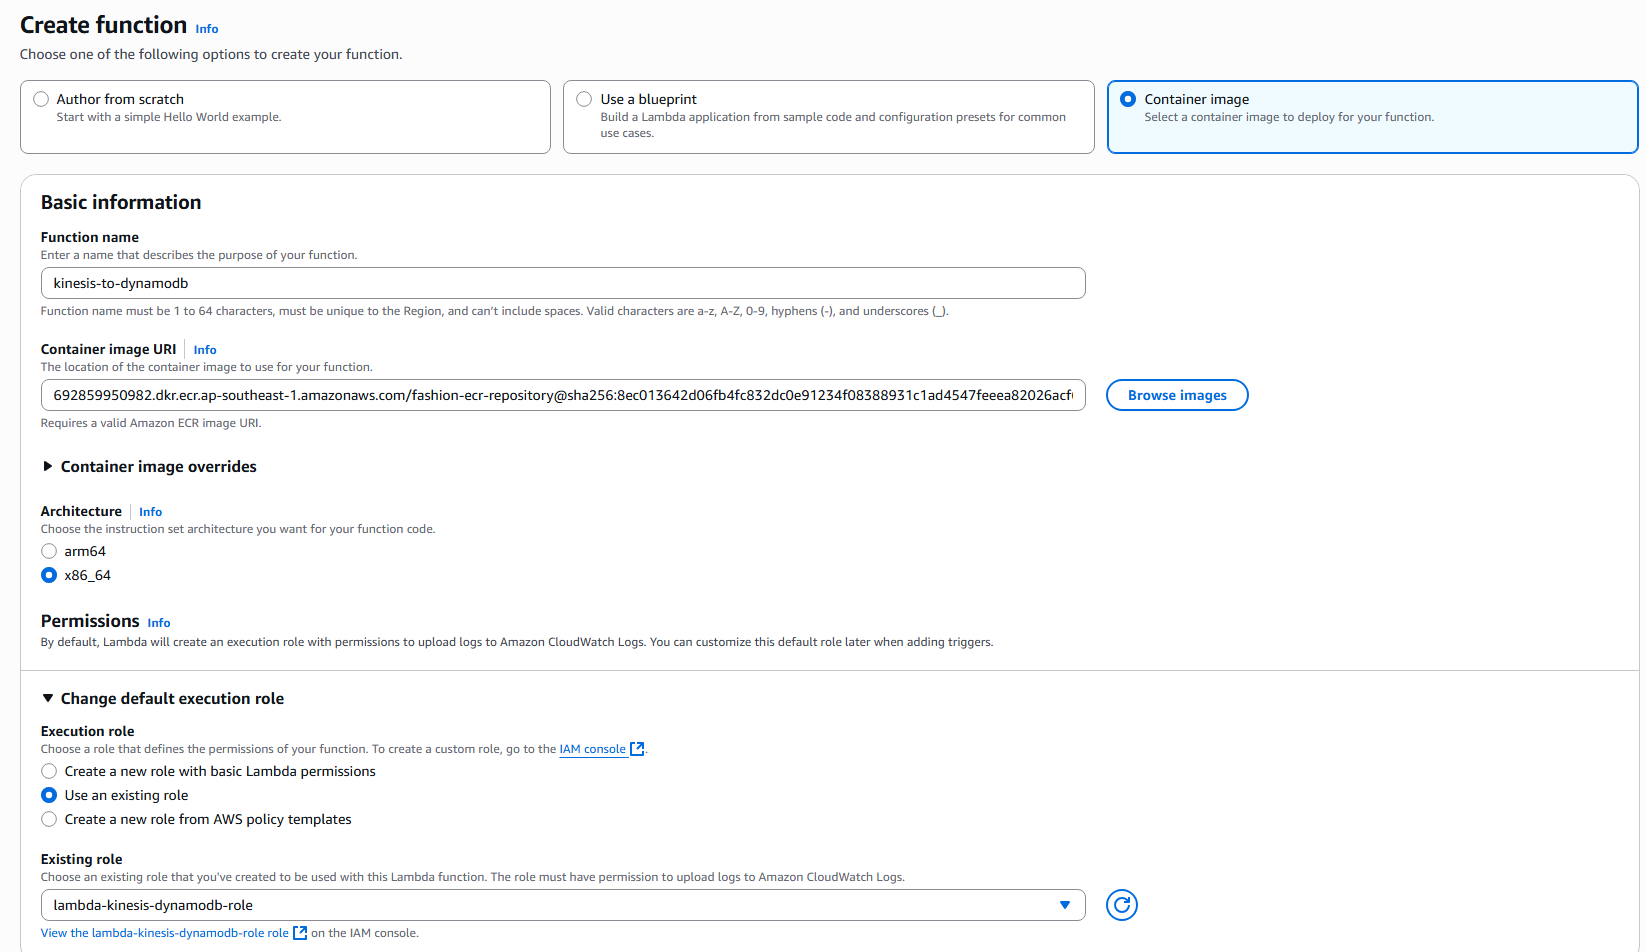 Create function Info
Choose one of the following options to create your function.
Author from scratch
Start with a simple Hello World example.
Use a blueprint
Build a Lambda application from sample code and configuration presets for common
use cases.
Container image
Select a container image to deploy for your function.
Basic information
Function name
Enter a name that describes the purpose of your function.
kinesis-to-dynamodb
Function name must be 1 to 64 characters, must be unique to the Region, and can't include spaces. Valid characters are a-z, A-Z, 0-9, hyphens (-), and underscores (_).
Container image URI Info
The location of the container image to use for your function.
692859950982.dkr.ecr.ap-southeast-1.amazonaws.com/fashion-ecr-repository@sha256:8ec013642d06fb4fc832dc0e91234f08388931c1ad4547feeea82026acf
Browse images
Requires a valid Amazon ECR image URI.
Container image overrides
Architecture Info
Choose the instruction set architecture you want for your function code.
arm64
x86_64
Permissions Info
By default, Lambda will create an execution role with permissions to upload logs to Amazon CloudWatch Logs. You can customize this default role later when adding triggers.
Change default execution role
Execution role
Choose a role that defines the permissions of your function. To create a custom role, go to the IAM console.
Create a new role with basic Lambda permissions
Use an existing role
Create a new role from AWS policy templates
Existing role
Choose an existing role that you've created to be used with this Lambda function. The role must have permission to upload logs to Amazon CloudWatch Logs.
lambda-kinesis-dynamodb-role
View the lambda-kinesis-dynamodb-role role on the IAM console.